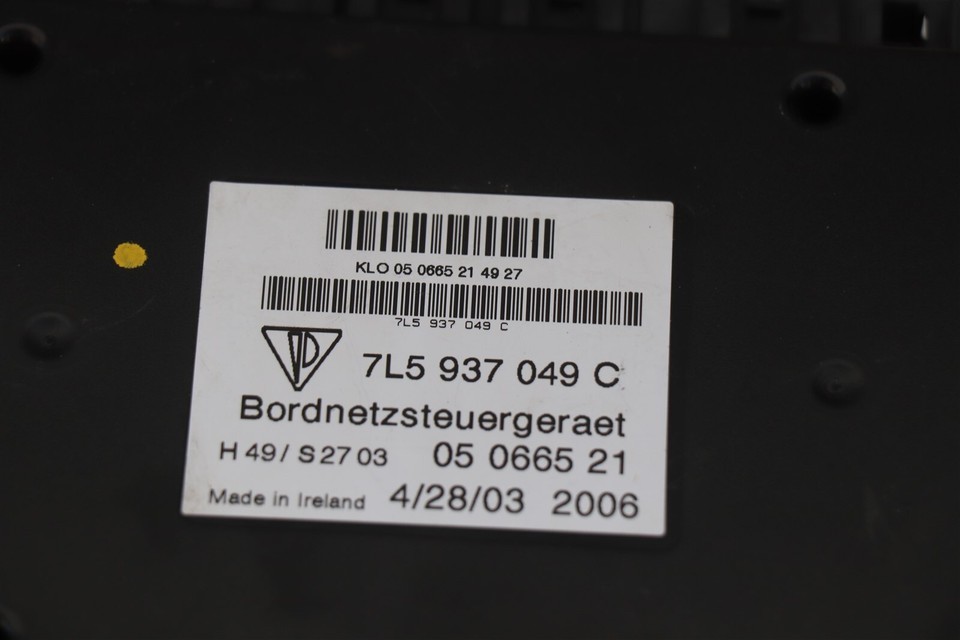 KLO 05 0665 21 49 27
7L5 937 049 C
7L5 937 049 C
Bordnetzsteuergeraet
H 49/ S 27 03 05 0665 21
Made in Ireland 4/28/03 2006